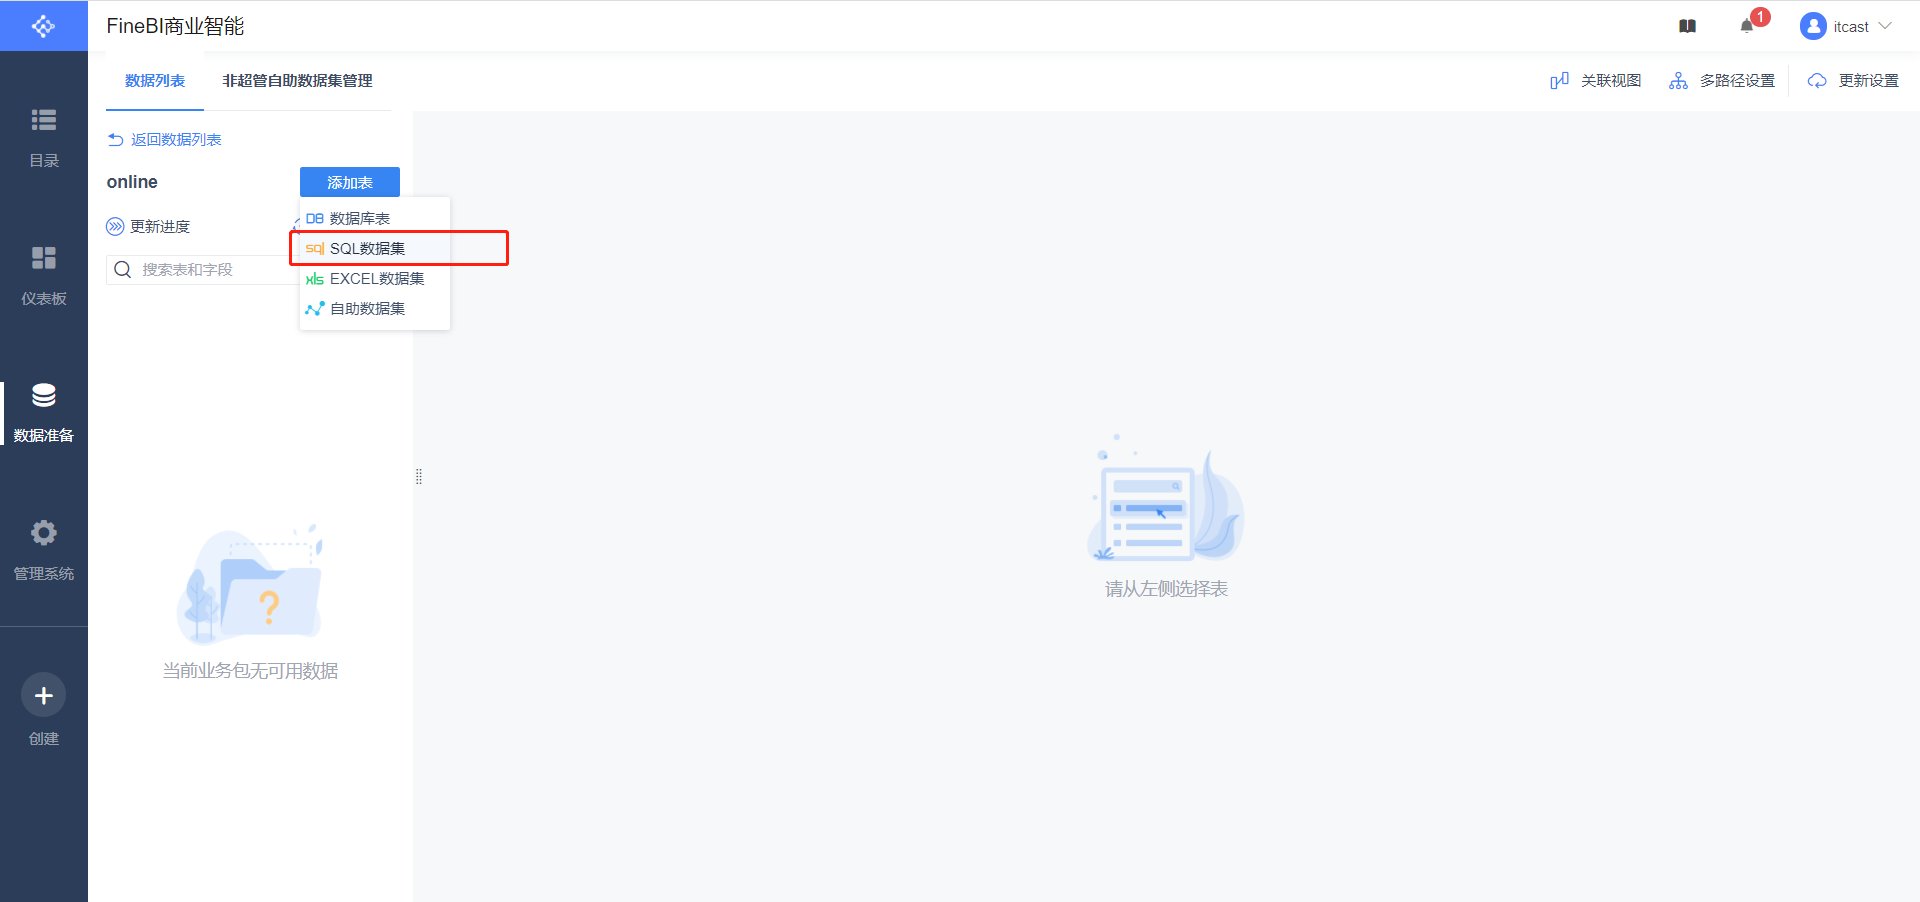 FineBI商业智能
1
itcast
数据列表
非超管自助数据集管理
关联视图
多路径设置
更新设置
目录
仪表板
数据准备
管理系统
创建
返回数据列表
online
添加表
更新进度
搜索表和字段
DB 数据库表
sql SQL数据集
xls EXCEL数据集
自助数据集
当前业务包无可用数据
请从左侧选择表